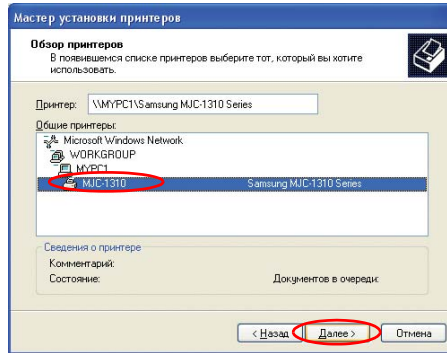 Мастер установки принтеров
Обзор принтеров
В появившемся списке принтеров выберите тот, который вы хотите
использовать.
Принтер: \\MYPC1\Samsung MJC-1310 Series
Общие принтеры:
Microsoft Windows Network
WORKGROUP
MYPC1
MJC-1310 Samsung MJC-1310 Series
Сведения о принтере
Комментарий:
Состояние: Документов в очереди:
< Назад Далее > Отмена